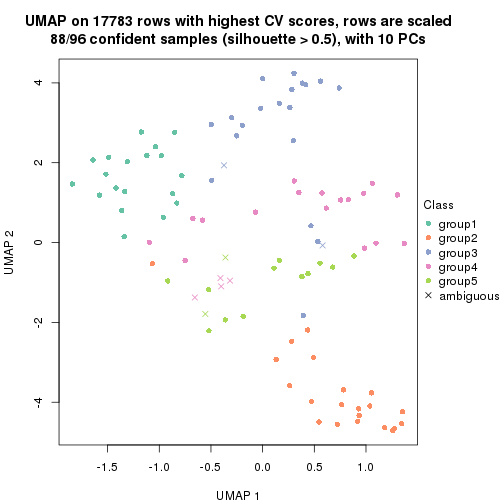 UMAP on 17783 rows with highest CV scores, rows are scaled
88/96 confident samples (silhouette > 0.5), with 10 PCs
4
2
0
-2
-4
UMAP 2
-1.5
-1.0
-0.5
0.0
0.5
1.0
UMAP 1
Class
group1
group2
group3
group4
group5
ambiguous